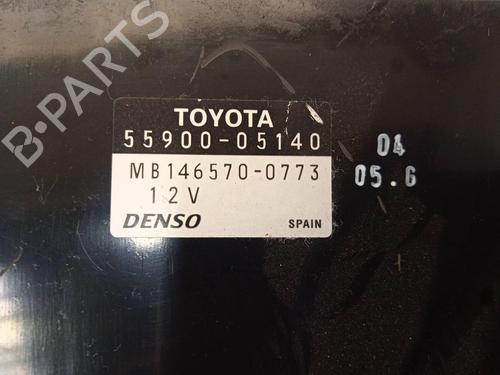 TOYOTA
55900-05140
MB146570-0773
12V
DENSO SPAIN
04
05.6
B-PARTS